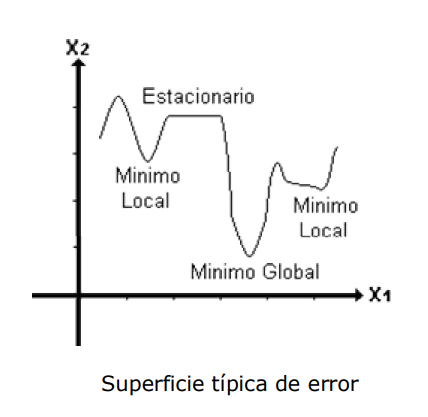 X2
Estacionario
Minimo
Local
Minimo
Local
Minimo Global
X1
Superficie típica de error